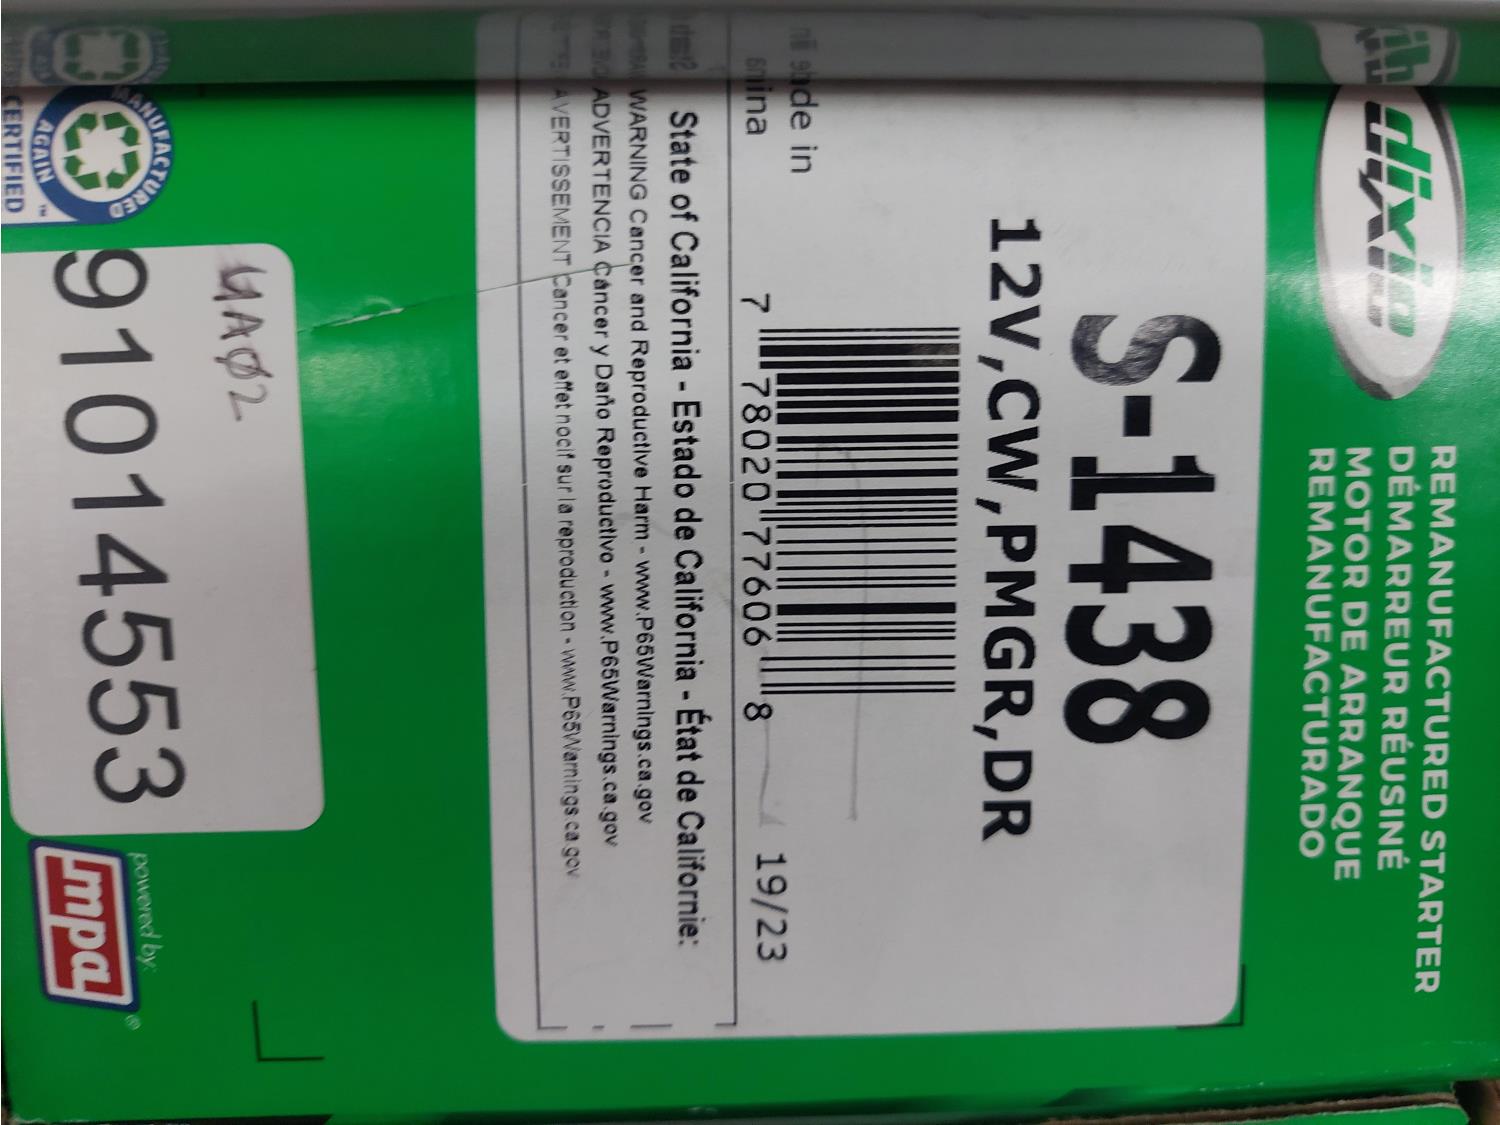 dixie
REMANUFACTURED STARTER
DÉMARREUR RÉUSINÉ
MOTOR DE ARRANQUE
REMANUFACTURADO
S-1438
12V,CW,PMGR,DR
in
7 78020 77606 8
19/23
State of California - Estado de California - État de Californie:
WARNING Cancer and Reproductive Harm - www.P65Warnings.ca.gov
ADVERTENCIA Cáncer y Daño Reproductivo - www.P65Warnings.ca.gov
AVERTISSEMENT Cancer et effet nocif sur la reproduction - www.P65Warnings.ca.gov
MANUFACTURED
AGAIN
CERTIFIED
TM
UAØ2
91014553
powered by:
mpa®